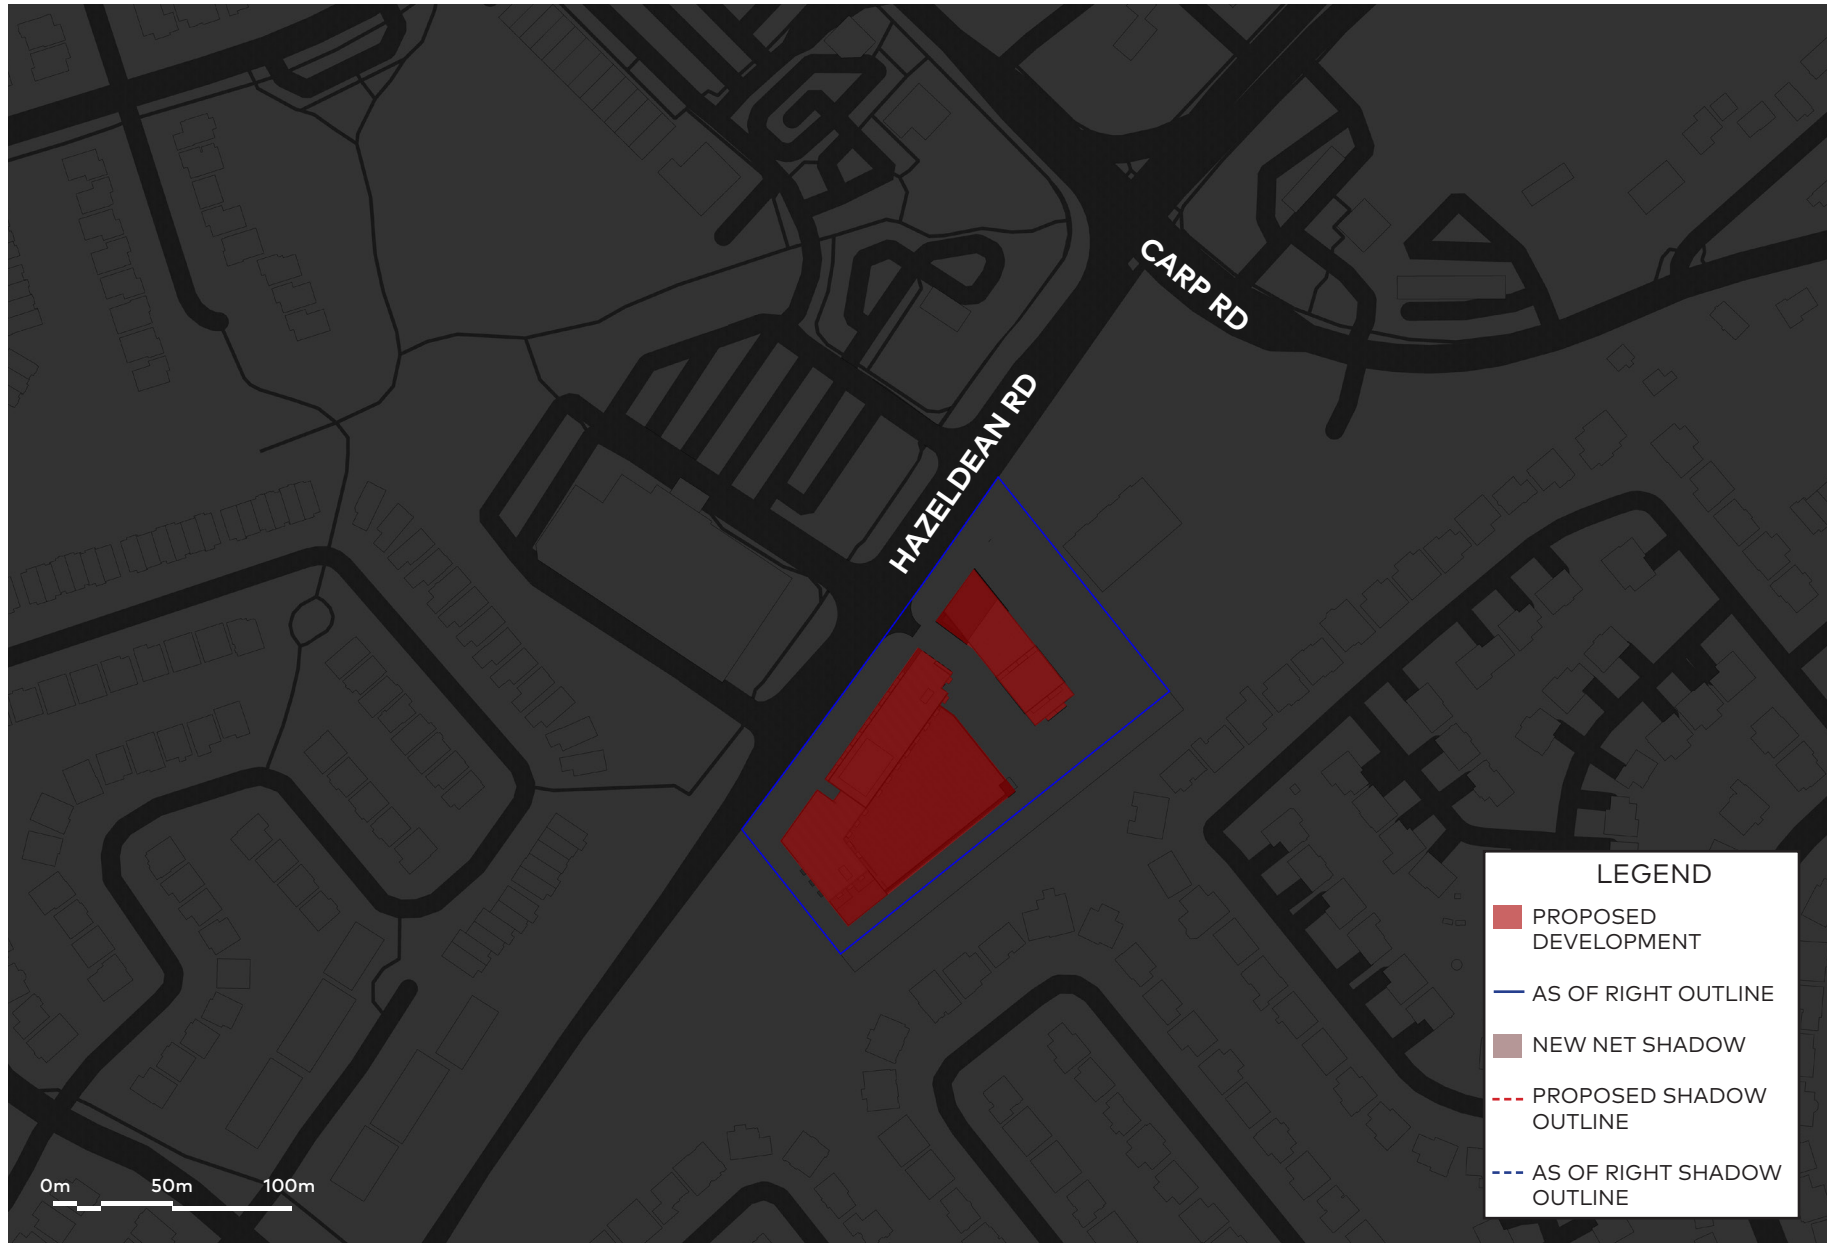 CARP RD
HAZELDEAN RD
LEGEND
PROPOSED
DEVELOPMENT
AS OF RIGHT OUTLINE
NEW NET SHADOW
PROPOSED SHADOW
OUTLINE
AS OF RIGHT SHADOW
OUTLINE
0m 50m 100m